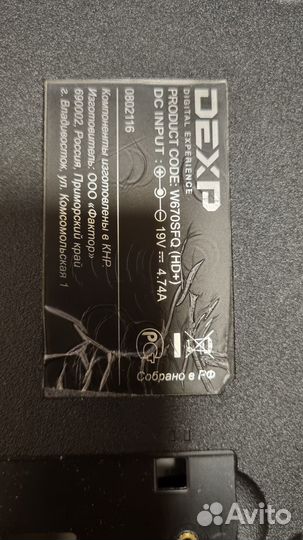 DEXP
DIGITAL EXPERIENCE
PRODUCT CODE: W670SFQ (HD+)
DC INPUT : 19V 4.74A
0802116
Компоненты изготовлены в КНР.
Изготовитель: ООО «Фактор»
690002, Россия, Приморский край
г. Владивосток, ул. Комсомольская 1
Собрано в РФ
Avito